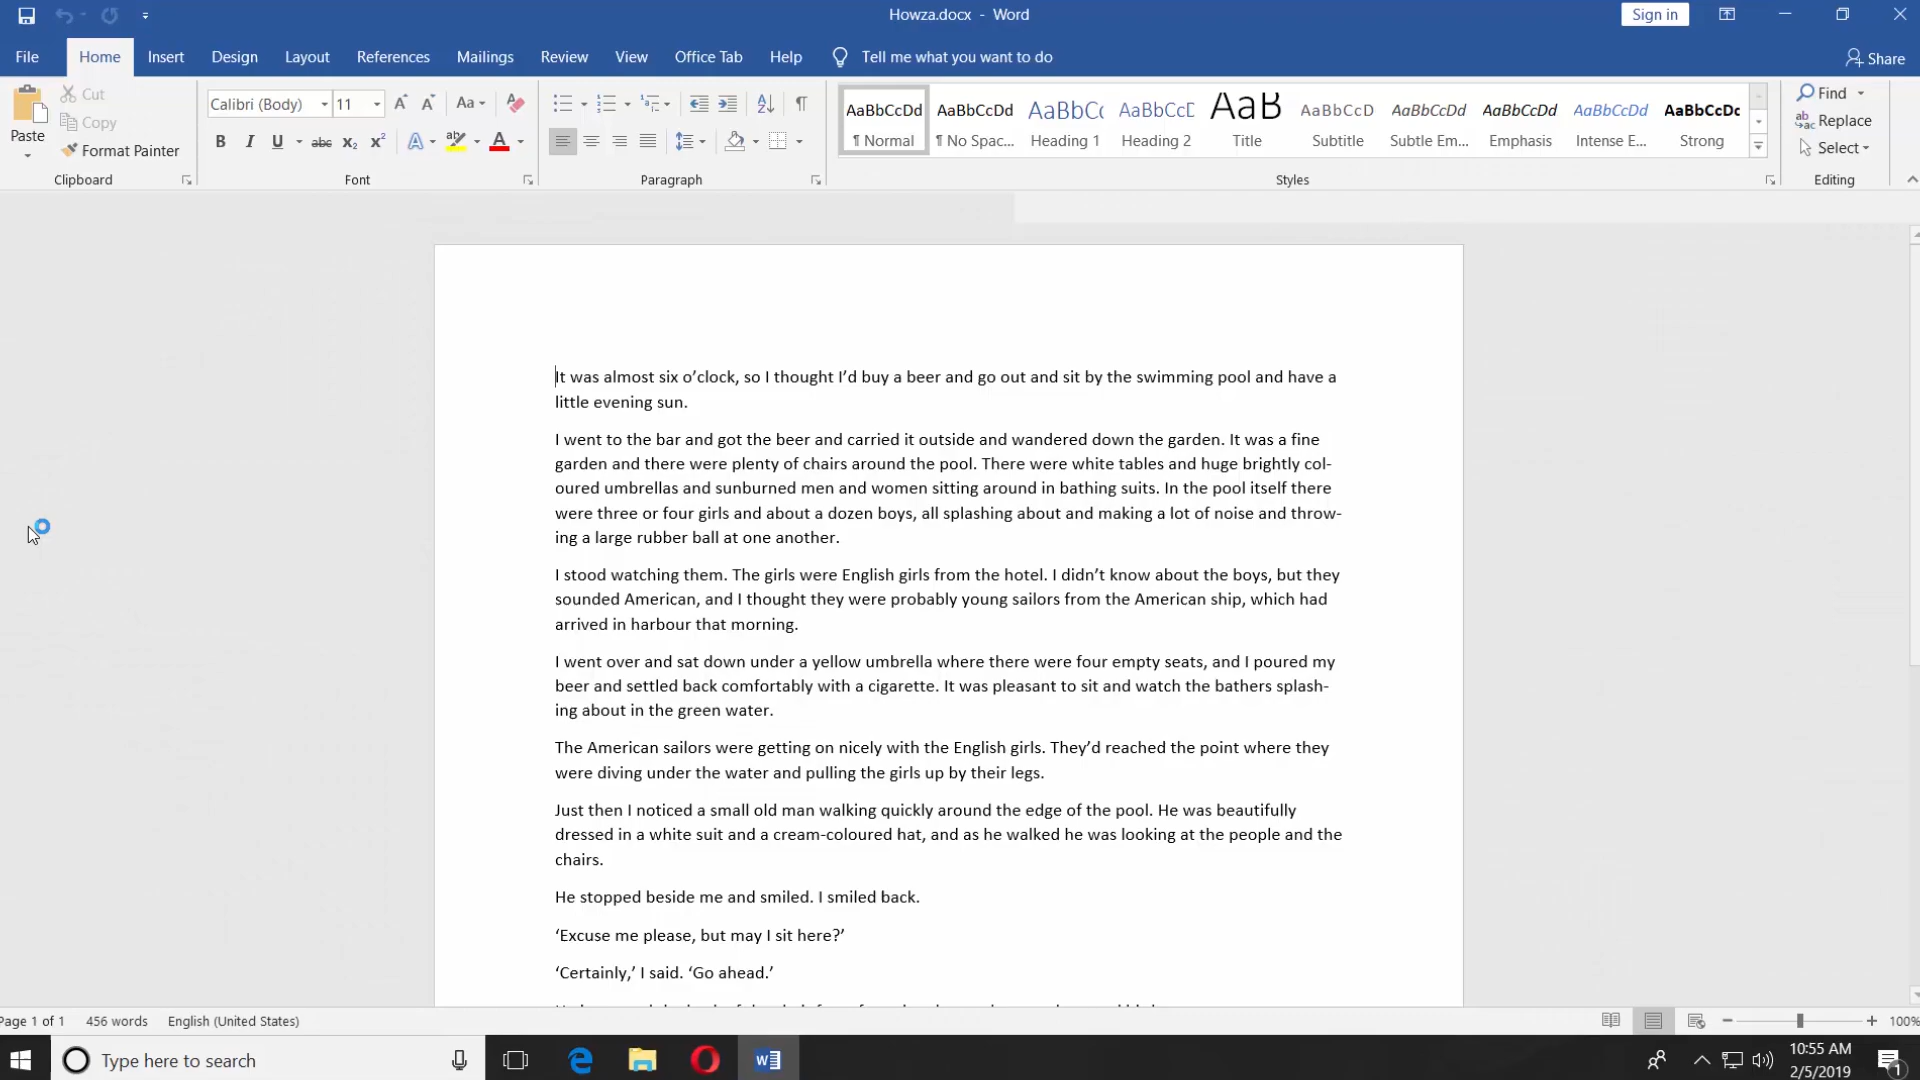 Howza.docx - Word
Sign in
File Home Insert Design Layout References Mailings Review View Office Tab Help Tell me what you want to do Share
Paste
Cut
Copy
Format Painter
Clipboard
Calibri (Body) 11
Font
Paragraph
AaBbCcDd ¶ Normal
AaBbCcDd ¶ No Spac...
AaBbCc Heading 1
AaBbCcD Heading 2
AaB Title
AaBbCcD Subtitle
AaBbCcDd Subtle Em...
AaBbCcDd Emphasis
AaBbCcDd Intense E...
AaBbCcDc Strong
Styles
Find
Replace
Select
Editing
It was almost six o’clock, so I thought I’d buy a beer and go out and sit by the swimming pool and have a
little evening sun.
I went to the bar and got the beer and carried it outside and wandered down the garden. It was a fine
garden and there were plenty of chairs around the pool. There were white tables and huge brightly col-
oured umbrellas and sunburned men and women sitting around in bathing suits. In the pool itself there
were three or four girls and about a dozen boys, all splashing about and making a lot of noise and throw-
ing a large rubber ball at one another.
I stood watching them. The girls were English girls from the hotel. I didn’t know about the boys, but they
sounded American, and I thought they were probably young sailors from the American ship, which had
arrived in harbour that morning.
I went over and sat down under a yellow umbrella where there were four empty seats, and I poured my
beer and settled back comfortably with a cigarette. It was pleasant to sit and watch the bathers splash-
ing about in the green water.
The American sailors were getting on nicely with the English girls. They’d reached the point where they
were diving under the water and pulling the girls up by their legs.
Just then I noticed a small old man walking quickly around the edge of the pool. He was beautifully
dressed in a white suit and a cream-coloured hat, and as he walked he was looking at the people and the
chairs.
He stopped beside me and smiled. I smiled back.
‘Excuse me please, but may I sit here?’
‘Certainly,’ I said. ‘Go ahead.’
Page 1 of 1 456 words English (United States) 100%
Type here to search
10:55 AM
2/5/2019
1